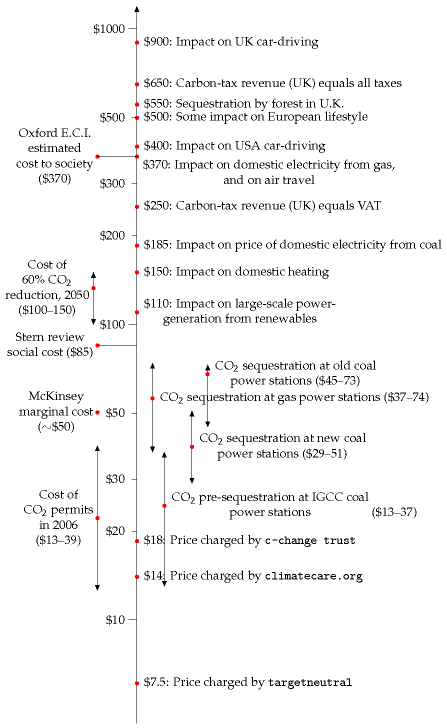 $1000
$900: Impact on UK car-driving
$650: Carbon-tax revenue (UK) equals all taxes
$550: Sequestration by forest in U.K.
$500
$500: Some impact on European lifestyle
Oxford E.C.I.
estimated
cost to society
($370)
$400: Impact on USA car-driving
$370: Impact on domestic electricity from gas,
and on air travel
$300
$250: Carbon-tax revenue (UK) equals VAT
$200
$185: Impact on price of domestic electricity from coal
Cost of
60% CO2
reduction, 2050
($100–150)
$150: Impact on domestic heating
$110: Impact on large-scale power-
generation from renewables
$100
Stern review
social cost ($85)
CO2 sequestration at old coal
power stations ($45–73)
McKinsey
marginal cost
(∼$50)
CO2 sequestration at gas power stations ($37–74)
$50
CO2 sequestration at new coal
power stations ($29–51)
$30
Cost of
CO2 permits
in 2006
($13–39)
CO2 pre-sequestration at IGCC coal
power stations ($13–37)
$20
$18: Price charged by c-change trust
$14: Price charged by climatecare.org
$10
$7.5: Price charged by targetneutral